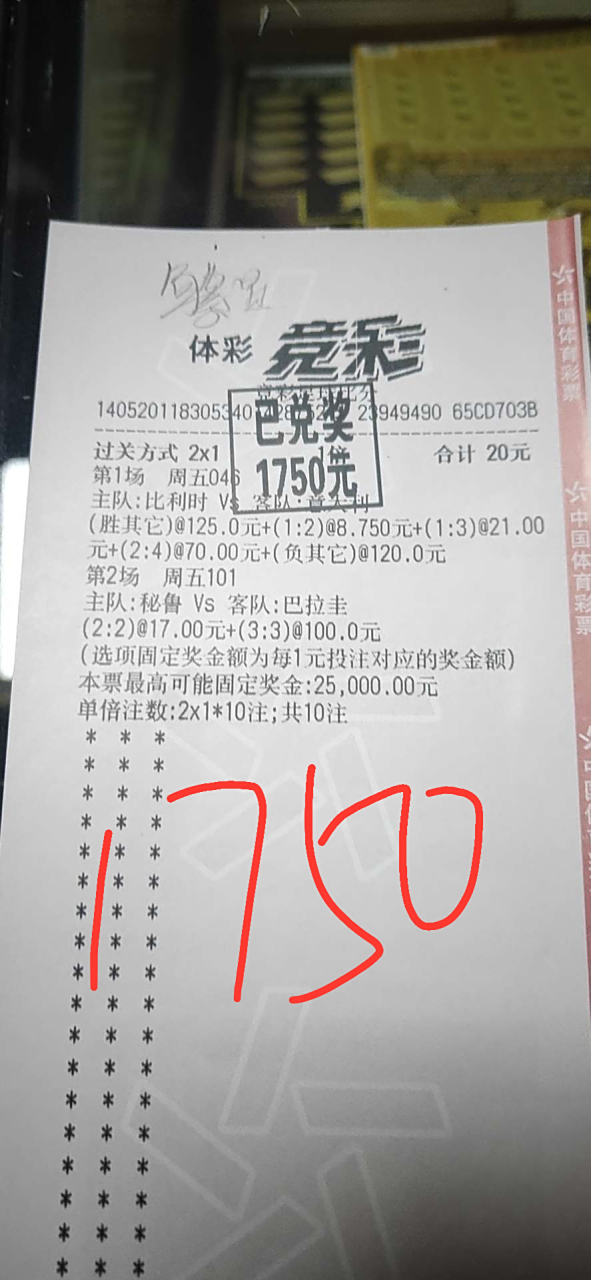 体彩 竞彩
已兑奖
1750元
23949490 65CD703B
过关方式 2x1 1倍 合计 20元
第1场 周五046
主队:比利时 Vs 客队:意大利
(胜其它)@125.0元+(1:2)@8.750元+(1:3)@21.00
元+(2:4)@70.00元+(负其它)@120.0元
第2场 周五101
主队:秘鲁 Vs 客队:巴拉圭
(2:2)@17.00元+(3:3)@100.0元
(选项固定奖金额为每1元投注对应的奖金额)
本票最高可能固定奖金:25,000.00元
单倍注数:2x1*10注;共10注
1750
中国体育彩票
中国体育彩票